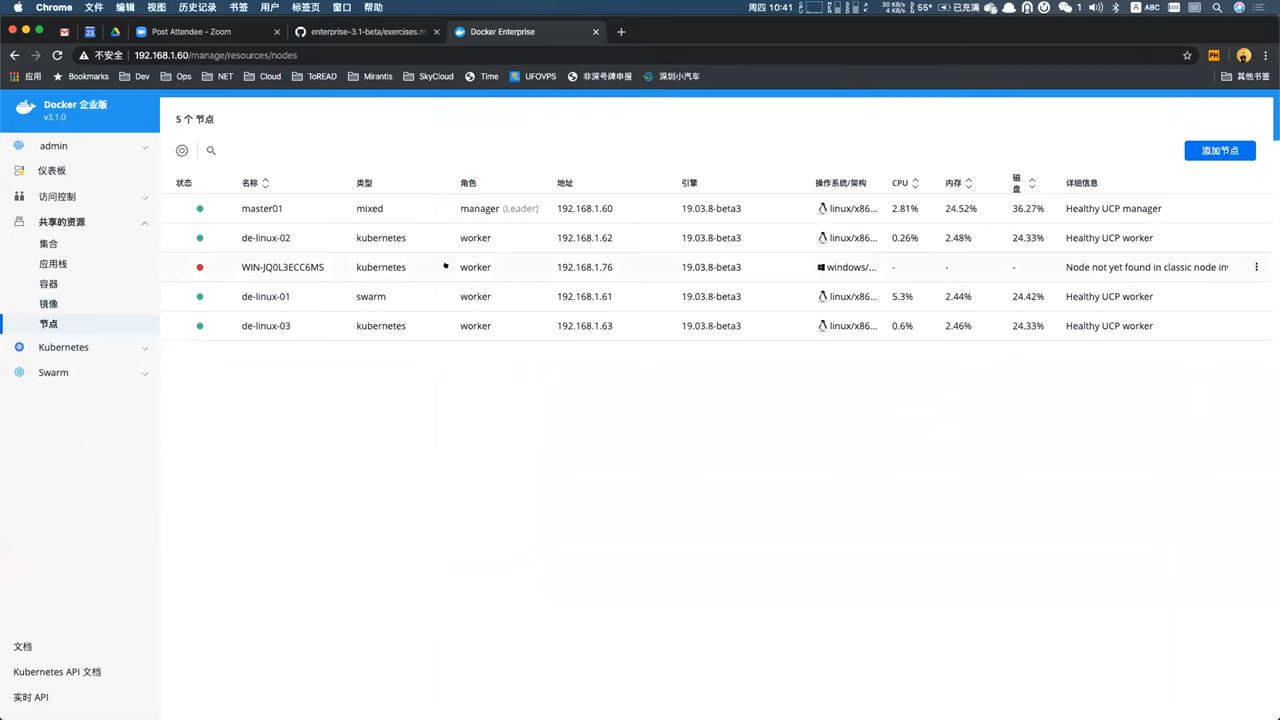 Chrome 文件 编辑 视图 历史记录 书签 用户 标签页 窗口 帮助
30 KB/s 55° 已充满 1 ABC 周四 10:41
Post Attendee - Zoom × enterprise-3.1-beta/exercises.m × Docker Enterprise × +
不安全 192.168.1.60/manage/resources/nodes
应用 Bookmarks Dev Ops NET Cloud ToREAD Mirantis SkyCloud Time UFOVPS 非深号牌申报 深圳小汽车 其他书签
Docker 企业版
v3.1.0
admin
仪表板
访问控制
共享的资源
集合
应用栈
容器
镜像
节点
Kubernetes
Swarm
文档
Kubernetes API 文档
实时 API
5 个 节点
添加节点
状态 名称 类型 角色 地址 引擎 操作系统/架构 CPU 内存 磁盘 详细信息
master01 mixed manager (Leader) 192.168.1.60 19.03.8-beta3 linux/x86... 2.81% 24.52% 36.27% Healthy UCP manager
de-linux-02 kubernetes worker 192.168.1.62 19.03.8-beta3 linux/x86... 0.26% 2.48% 24.33% Healthy UCP worker
WIN-JQ0L3ECC6MS kubernetes worker 192.168.1.76 19.03.8-beta3 windows/... - - - Node not yet found in classic node in
de-linux-01 swarm worker 192.168.1.61 19.03.8-beta3 linux/x86... 5.3% 2.44% 24.42% Healthy UCP worker
de-linux-03 kubernetes worker 192.168.1.63 19.03.8-beta3 linux/x86... 0.6% 2.46% 24.33% Healthy UCP worker